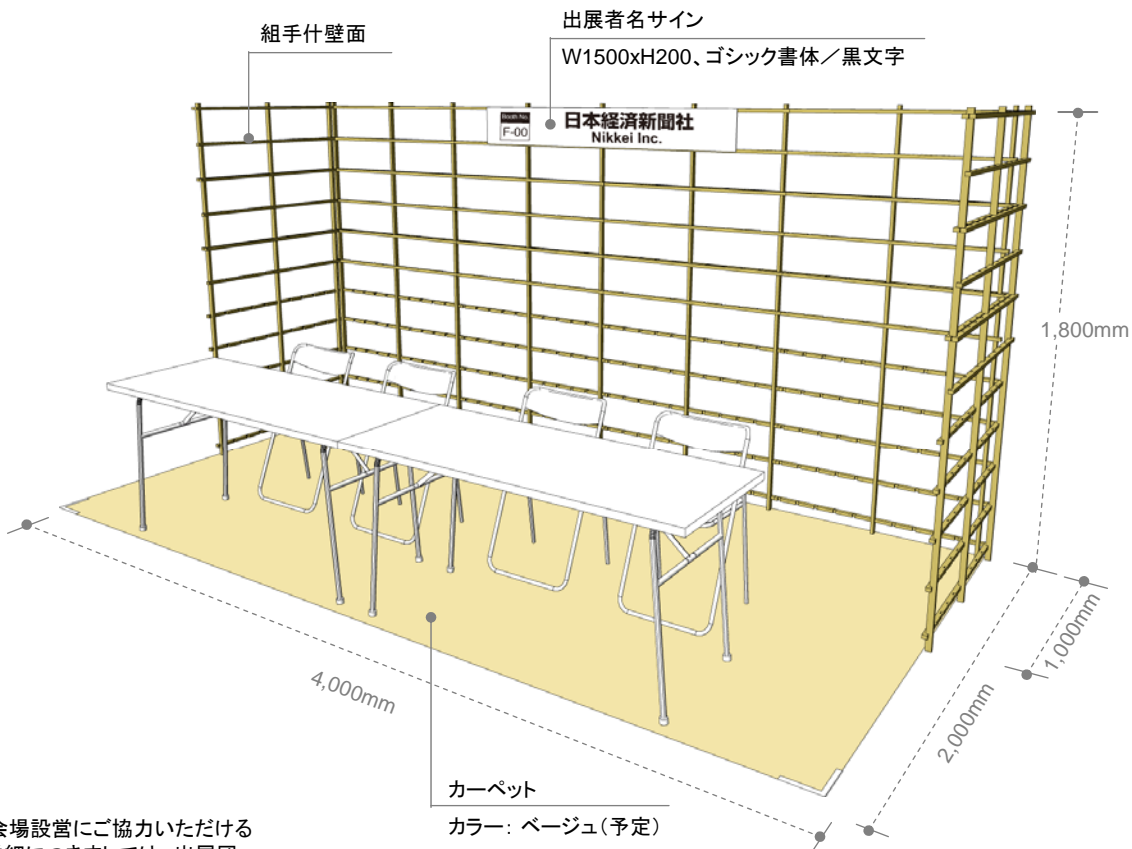 組手什壁面
出展者名サイン
W1500xH200、ゴシック書体／黒文字
Booth No.
F-00
日本経済新聞社
Nikkei Inc.
1,800mm
1,000mm
2,000mm
4,000mm
カーペット
カラー： ベージュ（予定）
会場設営にご協力いただける